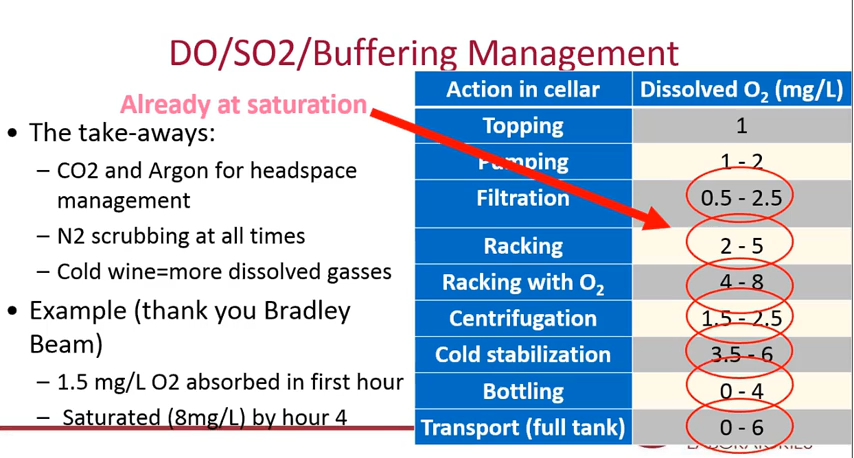 DO/SO2/Buffering Management
Already at saturation
• The take-aways:
– CO2 and Argon for headspace
management
– N2 scrubbing at all times
– Cold wine=more dissolved gasses
• Example (thank you Bradley
Beam)
– 1.5 mg/L O2 absorbed in first hour
– Saturated (8mg/L) by hour 4
Action in cellar Dissolved O₂ (mg/L)
Topping 1
Pumping 1 - 2
Filtration 0.5 - 2.5
Racking 2 - 5
Racking with O₂ 4 - 8
Centrifugation 1.5 - 2.5
Cold stabilization 3.5 - 6
Bottling 0 - 4
Transport (full tank) 0 - 6
LABORATORIES